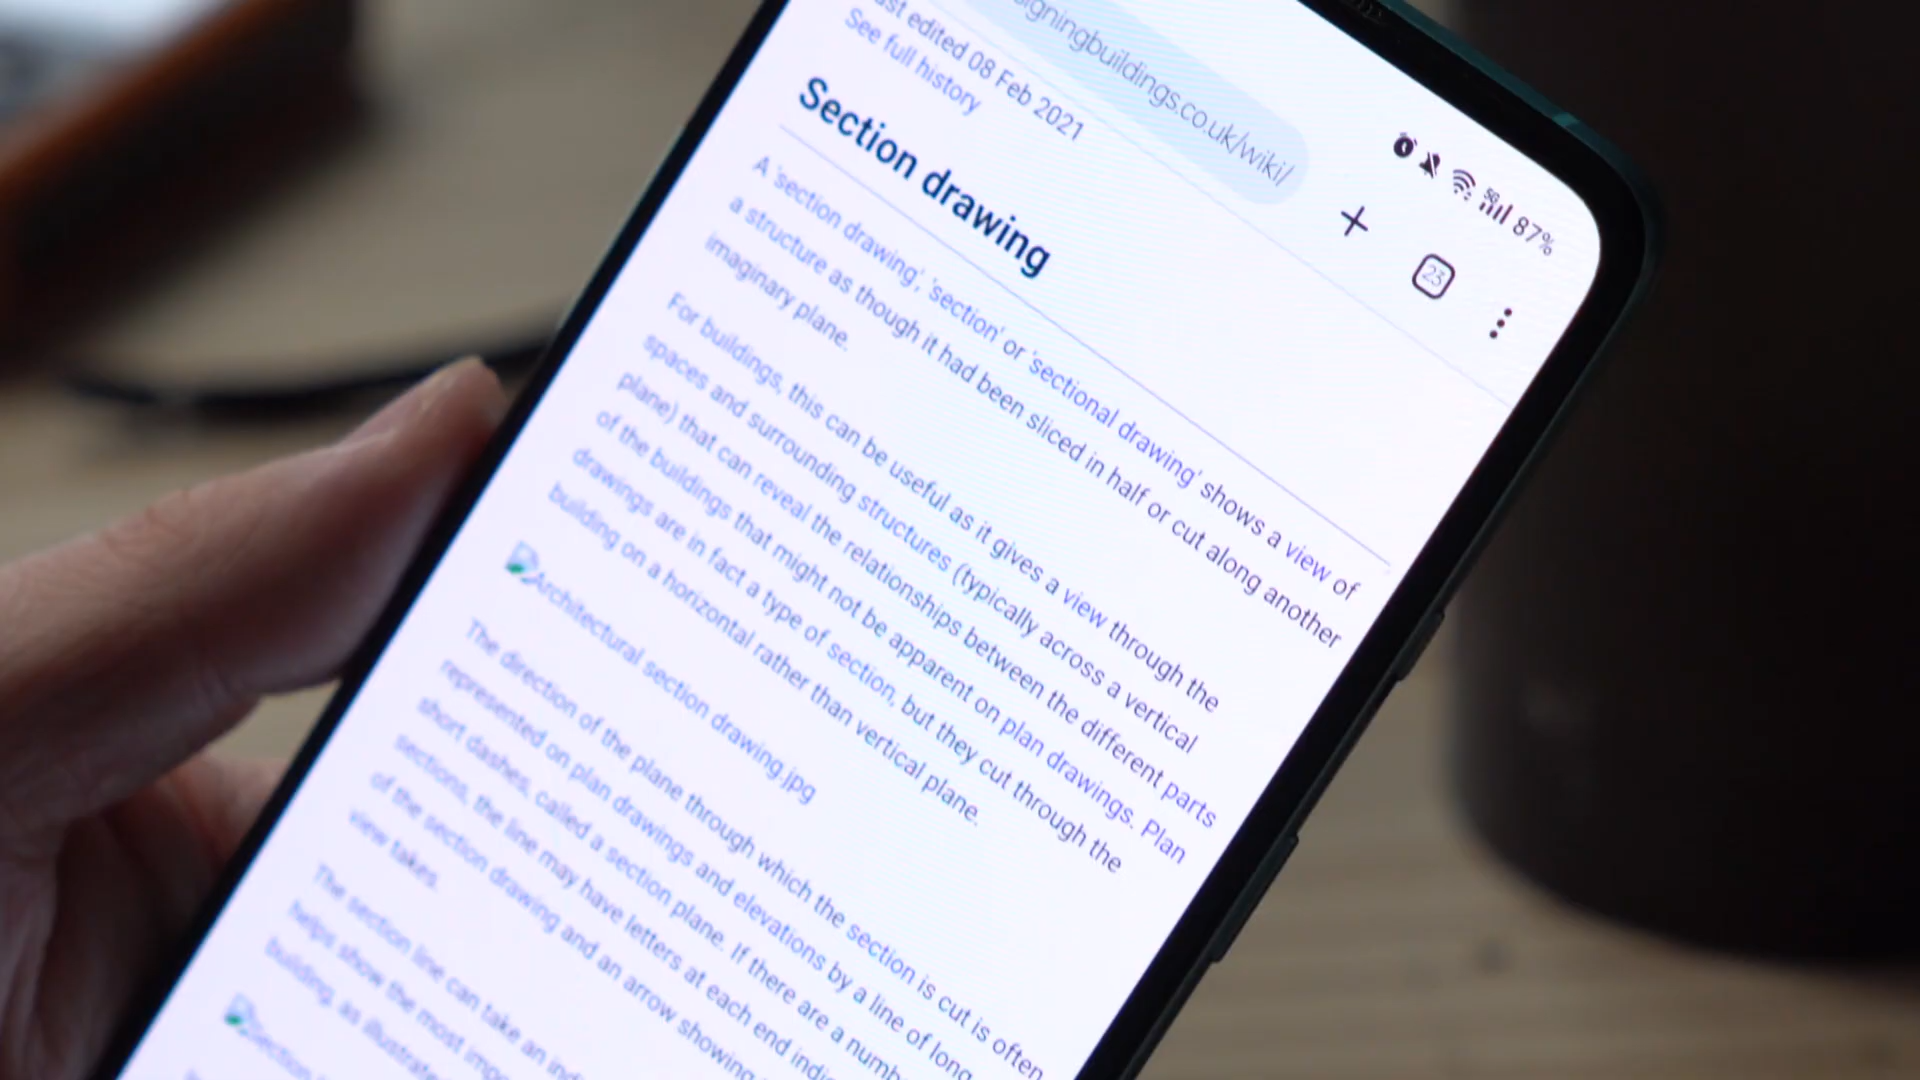 87%
23
signingbuildings.co.uk/wiki/
last edited 08 Feb 2021
See full history
Section drawing
A 'section drawing', 'section' or 'sectional drawing' shows a view of
a structure as though it had been sliced in half or cut along another
imaginary plane.
For buildings, this can be useful as it gives a view through the
spaces and surrounding structures (typically across a vertical
plane) that can reveal the relationships between the different parts
of the buildings that might not be apparent on plan drawings. Plan
drawings are in fact a type of section, but they cut through the
building on a horizontal rather than vertical plane.
Architectural section drawing.jpg
The direction of the plane through which the section is cut is often
represented on plan drawings and elevations by a line of long
short dashes, called a section plane. If there are a numb
sections, the line may have letters at each end indic
of the section drawing and an arrow showing
view takes.
The section line can take an ind
helps show the most impo
building, as illustrated
Section